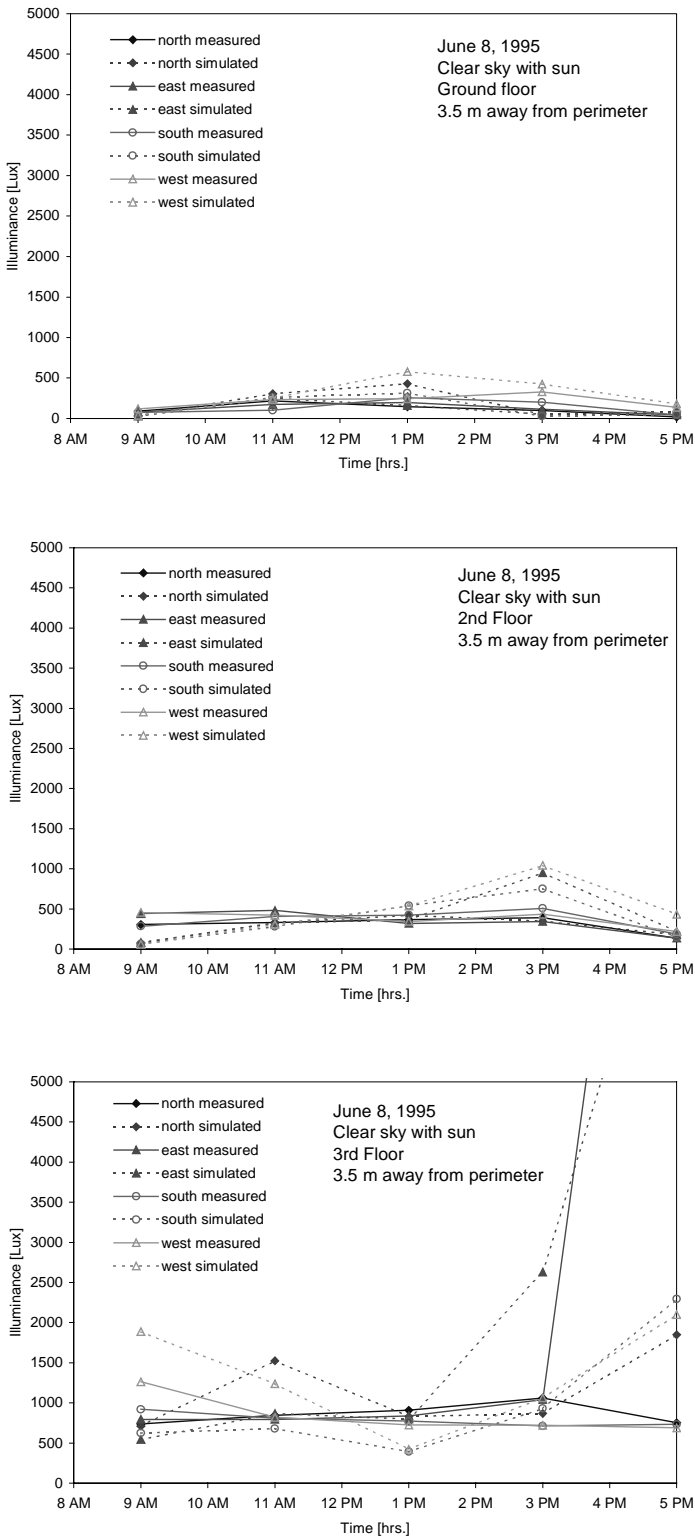 5000
4500
4000
3500
3000
2500
2000
1500
1000
500
0
Illuminance [Lux]
north measured
north simulated
east measured
east simulated
south measured
south simulated
west measured
west simulated
June 8, 1995
Clear sky with sun
Ground floor
3.5 m away from perimeter
8 AM 9 AM 10 AM 11 AM 12 PM 1 PM 2 PM 3 PM 4 PM 5 PM
Time [hrs.]
5000
4500
4000
3500
3000
2500
2000
1500
1000
500
0
Illuminance [Lux]
north measured
north simulated
east measured
east simulated
south measured
south simulated
west measured
west simulated
June 8, 1995
Clear sky with sun
2nd Floor
3.5 m away from perimeter
8 AM 9 AM 10 AM 11 AM 12 PM 1 PM 2 PM 3 PM 4 PM 5 PM
Time [hrs.]
5000
4500
4000
3500
3000
2500
2000
1500
1000
500
0
Illuminance [Lux]
north measured
north simulated
east measured
east simulated
south measured
south simulated
west measured
west simulated
June 8, 1995
Clear sky with sun
3rd Floor
3.5 m away from perimeter
8 AM 9 AM 10 AM 11 AM 12 PM 1 PM 2 PM 3 PM 4 PM 5 PM
Time [hrs.]